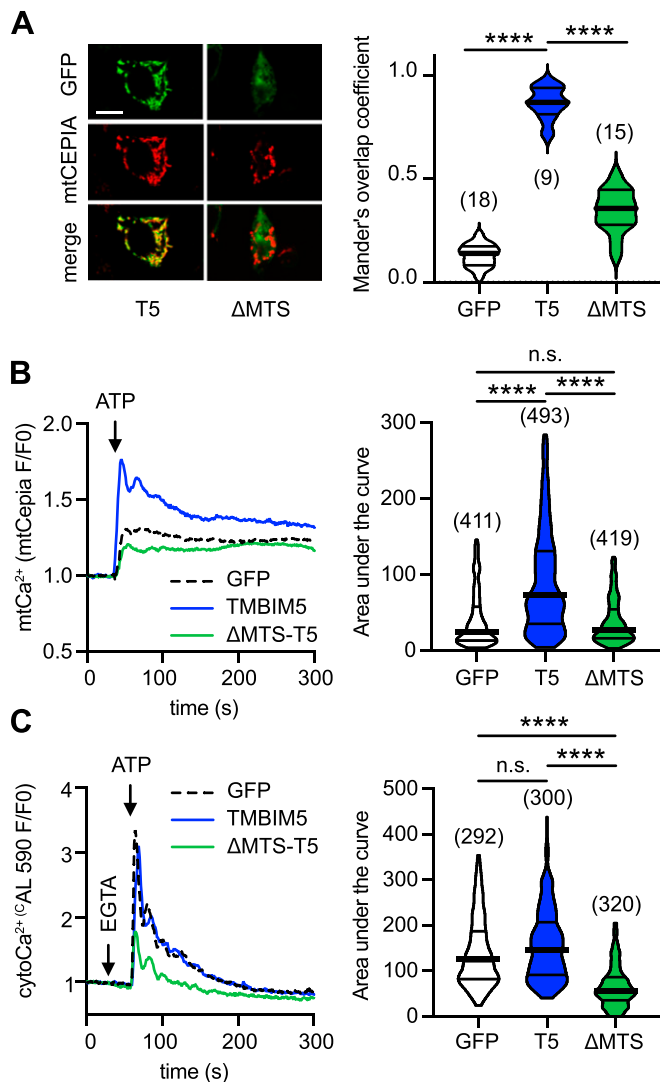 A
GFP
mtCEPIA
merge
T5
ΔMTS
Mander's overlap coefficient
1.0
0.5
0.0
****
****
(18)
(9)
(15)
GFP
T5
ΔMTS
B
mtCa²⁺ (mtCepia F/F0)
2.0
1.5
1.0
0.5
ATP
GFP
TMBIM5
ΔMTS-T5
0
100
200
300
time (s)
Area under the curve
300
200
100
0
n.s.
****
****
(411)
(493)
(419)
GFP
T5
ΔMTS
C
cytoCa²⁺ ⁽ᶜAL 590 F/F0)
4
3
2
1
EGTA
ATP
GFP
TMBIM5
ΔMTS-T5
0
100
200
300
time (s)
Area under the curve
500
400
300
200
100
0
****
n.s.
****
(292)
(300)
(320)
GFP
T5
ΔMTS